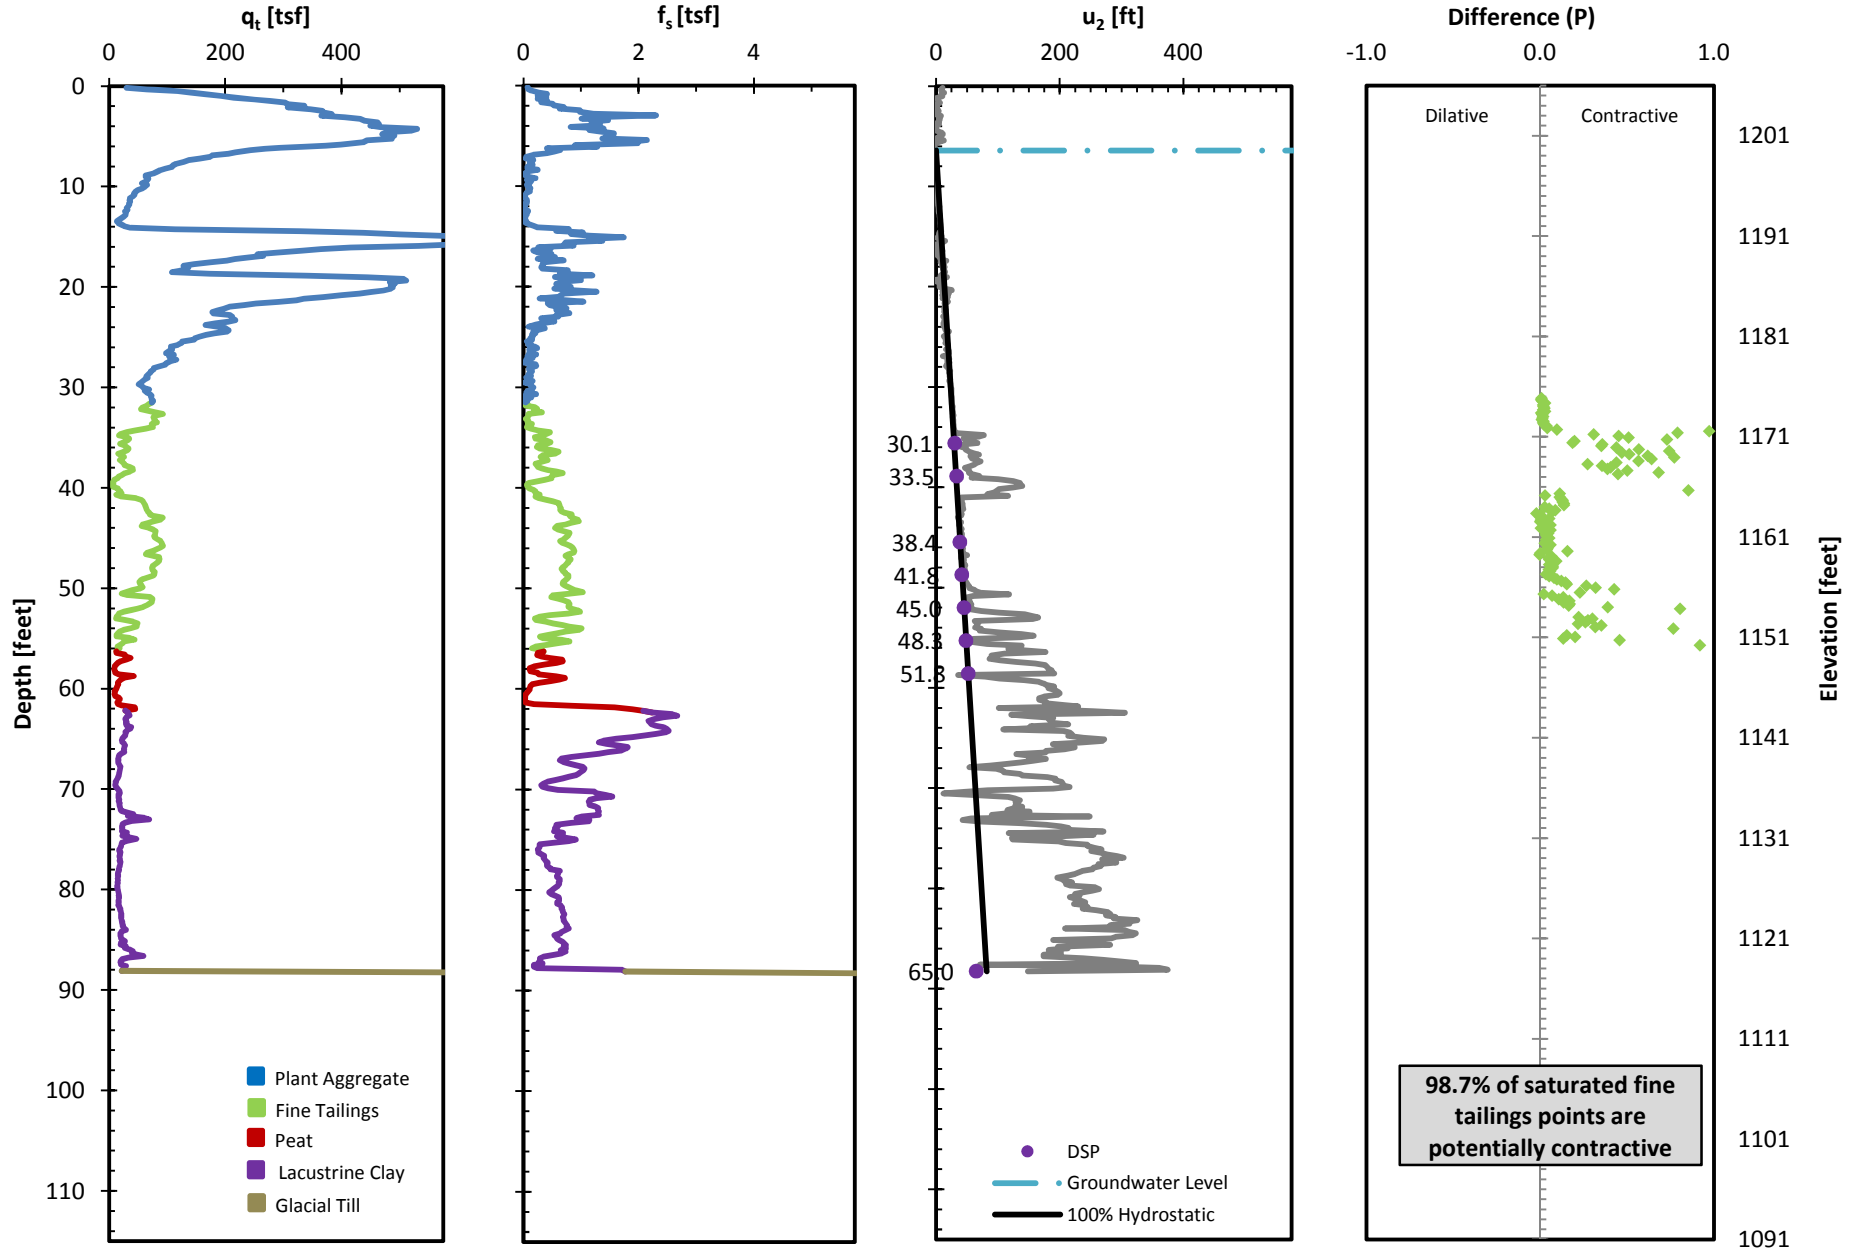 qt [tsf]
0 200 400
fs [tsf]
0 2 4
u2 [ft]
0 200 400
Difference (P)
-1.0 0.0 1.0
Depth [feet]
0
10
20
30
40
50
60
70
80
90
100
110
Plant Aggregate
Fine Tailings
Peat
Lacustrine Clay
Glacial Till
30.1
33.5
38.4
41.8
45.0
48.3
51.8
65.0
DSP
Groundwater Level
100% Hydrostatic
Dilative Contractive
98.7% of saturated fine
tailings points are
potentially contractive
1201
1191
1181
1171
1161
1151
1141
1131
1121
1111
1101
1091
Elevation [feet]